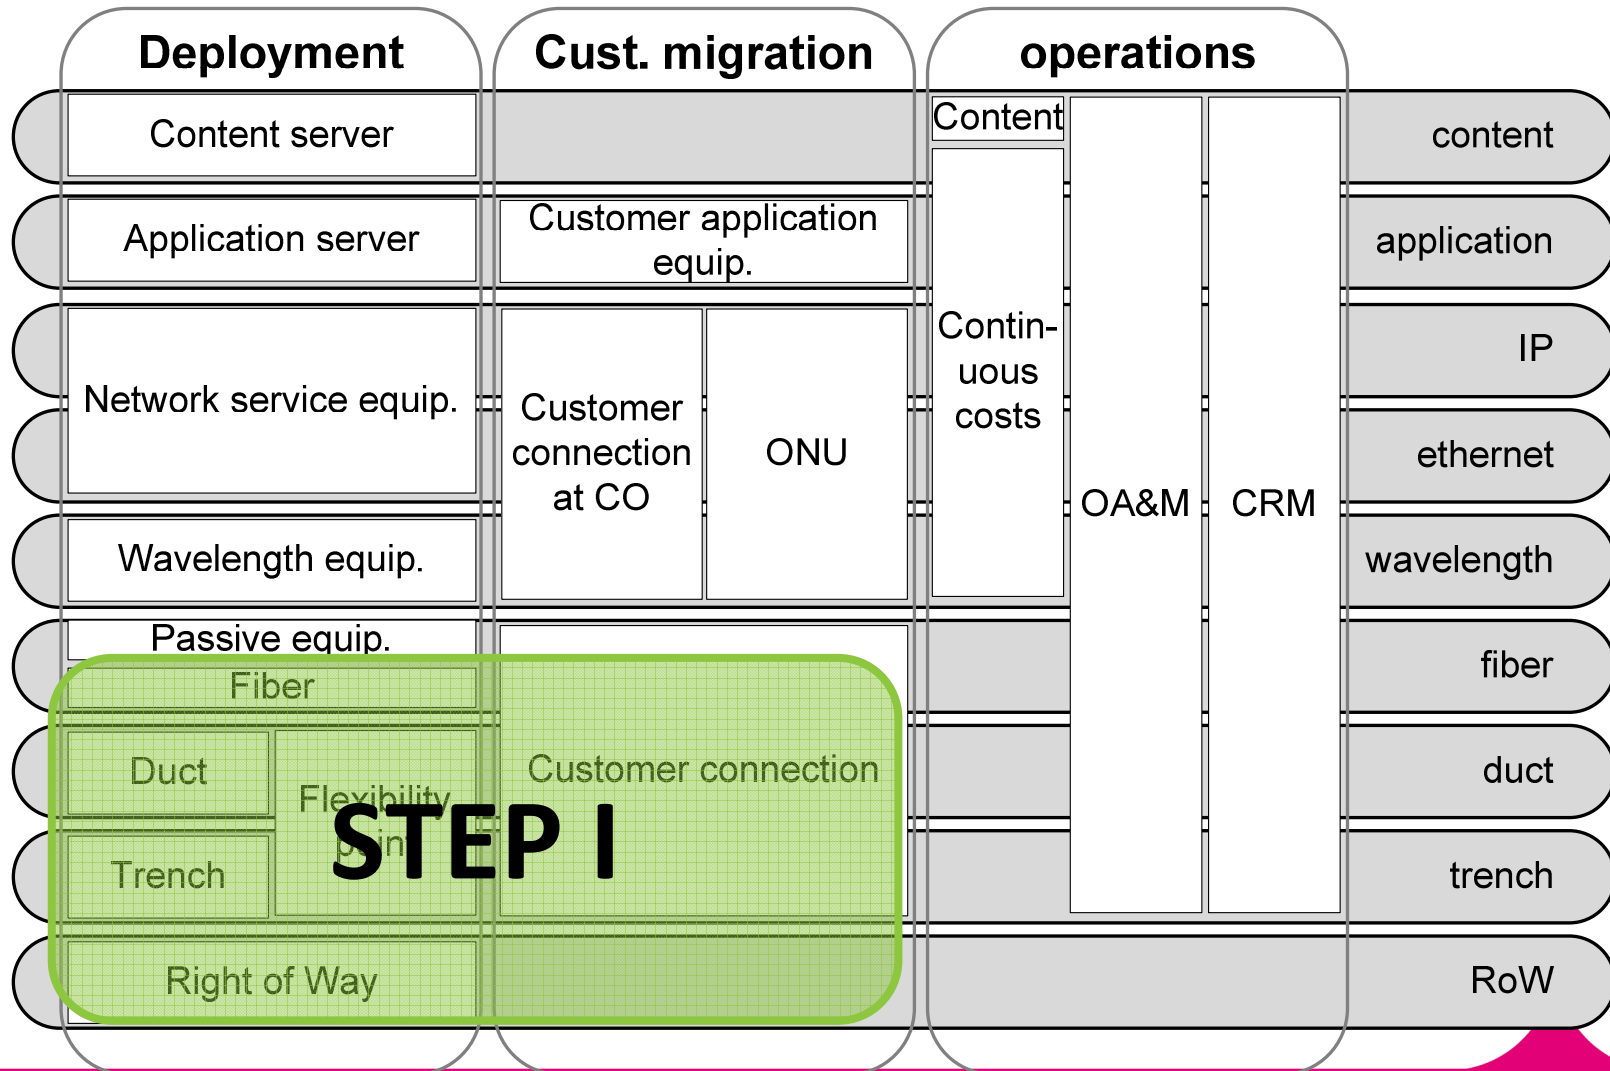 Deployment
Cust. migration
operations
Content server
Content
content
Application server
Customer application
equip.
application
Network service equip.
Customer
connection
at CO
ONU
Contin-
uous
costs
OA&M
CRM
IP
ethernet
Wavelength equip.
wavelength
Passive equip.
Fiber
fiber
Duct
Flexibility
point
Customer connection
duct
STEP I
Trench
trench
Right of Way
RoW